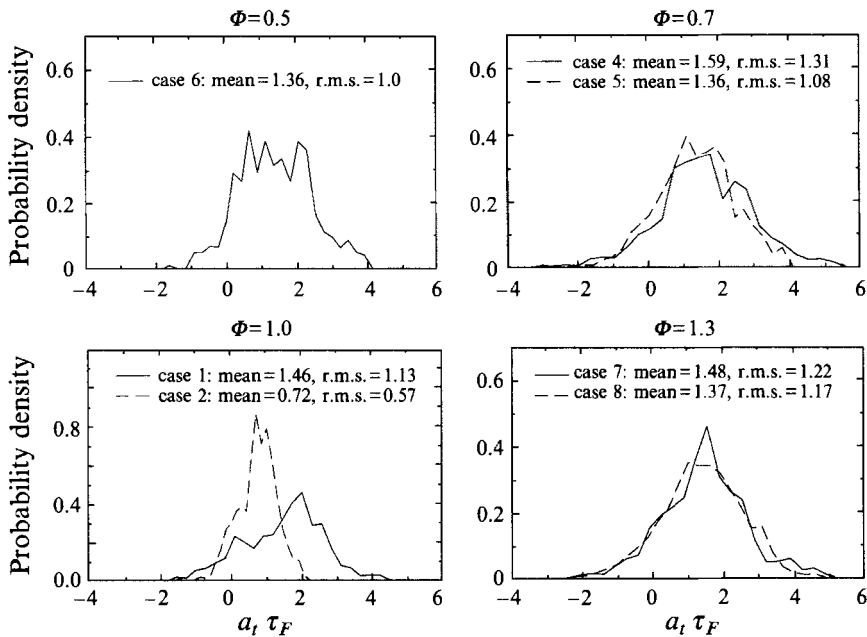 Φ=0.5
Probability density
0.6
0.4
0.2
0
case 6: mean=1.36, r.m.s.=1.0
−4 −2 0 2 4 6
Φ=0.7
0.6
0.4
0.2
0
case 4: mean=1.59, r.m.s.=1.31
case 5: mean=1.36, r.m.s.=1.08
−4 −2 0 2 4 6
Φ=1.0
Probability density
0.8
0.4
0.0
case 1: mean=1.46, r.m.s.=1.13
case 2: mean=0.72, r.m.s.=0.57
−4 −2 0 2 4 6
a_t τ_F
Φ=1.3
0.6
0.4
0.2
0
case 7: mean=1.48, r.m.s.=1.22
case 8: mean=1.37, r.m.s.=1.17
−4 −2 0 2 4 6
a_t τ_F